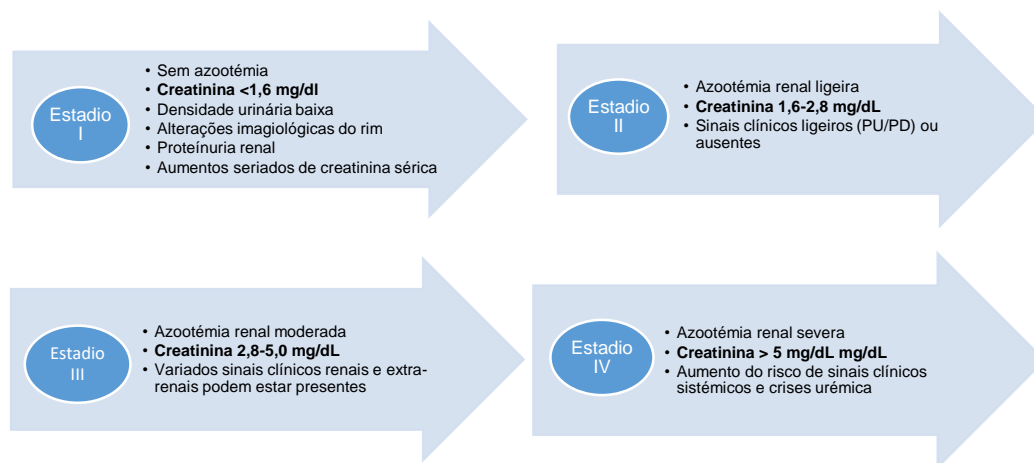 Estadio
I
• Sem azootémia
• Creatinina <1,6 mg/dl
• Densidade urinária baixa
• Alterações imagiológicas do rim
• Proteínuria renal
• Aumentos seriados de creatinina sérica
Estadio
II
• Azootémia renal ligeira
• Creatinina 1,6-2,8 mg/dL
• Sinais clínicos ligeiros (PU/PD) ou
ausentes
Estadio
III
• Azootémia renal moderada
• Creatinina 2,8-5,0 mg/dL
• Variados sinais clínicos renais e extra-
renais podem estar presentes
Estadio
IV
• Azootémia renal severa
• Creatinina > 5 mg/dL mg/dL
• Aumento do risco de sinais clínicos
sistémicos e crises urémica